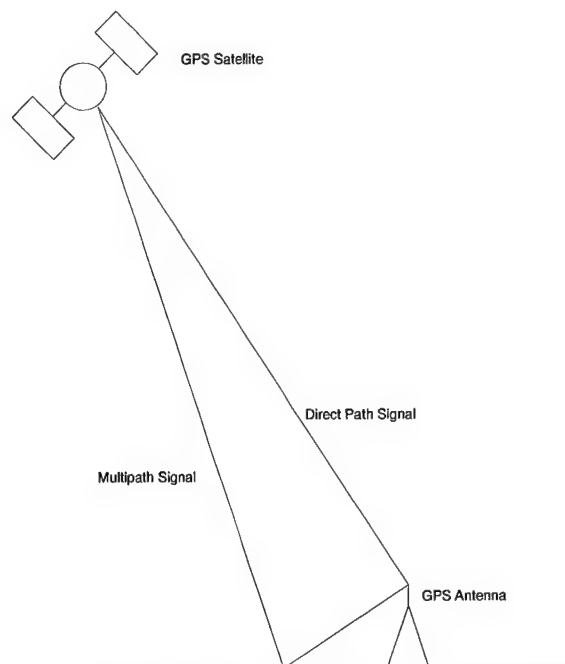 GPS Satellite
Direct Path Signal
Multipath Signal
GPS Antenna